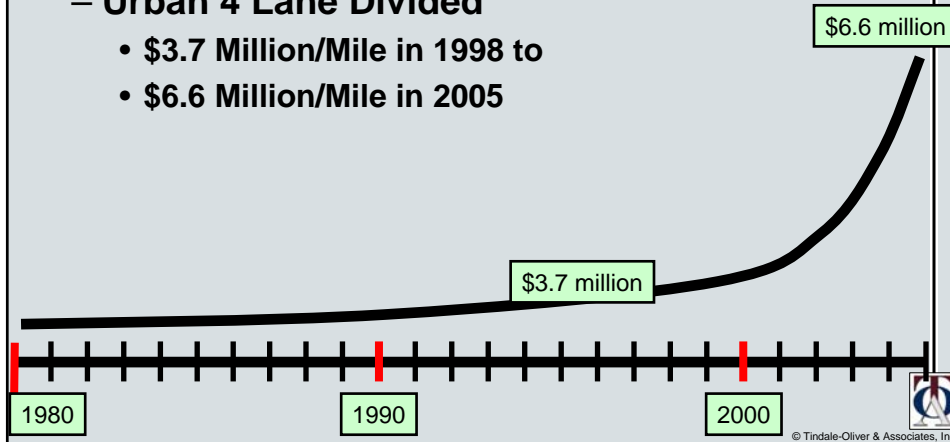 – Urban 4 Lane Divided
• $3.7 Million/Mile in 1998 to
• $6.6 Million/Mile in 2005
$6.6 million
$3.7 million
1980
1990
2000
© Tindale-Oliver & Associates, In